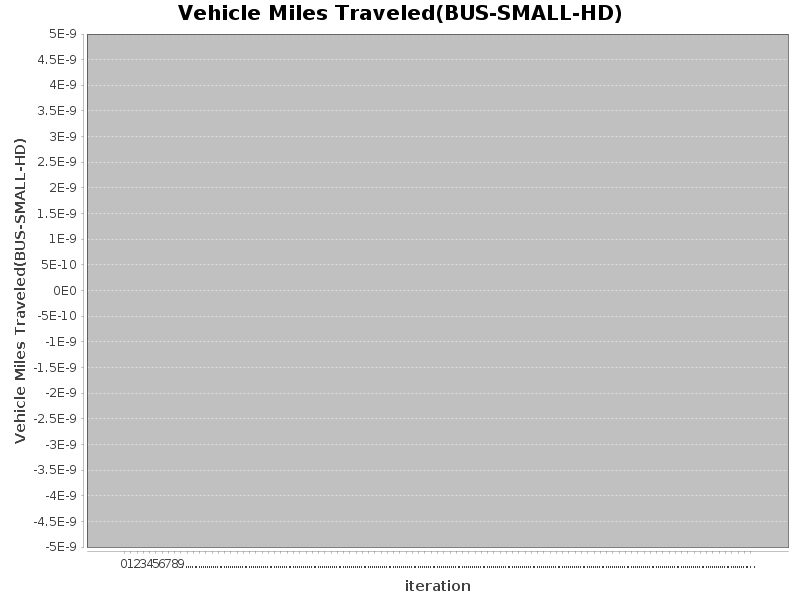 Vehicle Miles Traveled(BUS-SMALL-HD)
Vehicle Miles Traveled(BUS-SMALL-HD)
5E-9
4.5E-9
4E-9
3.5E-9
3E-9
2.5E-9
2E-9
1.5E-9
1E-9
5E-10
0E0
-5E-10
-1E-9
-1.5E-9
-2E-9
-2.5E-9
-3E-9
-3.5E-9
-4E-9
-4.5E-9
-5E-9
0123456789
iteration